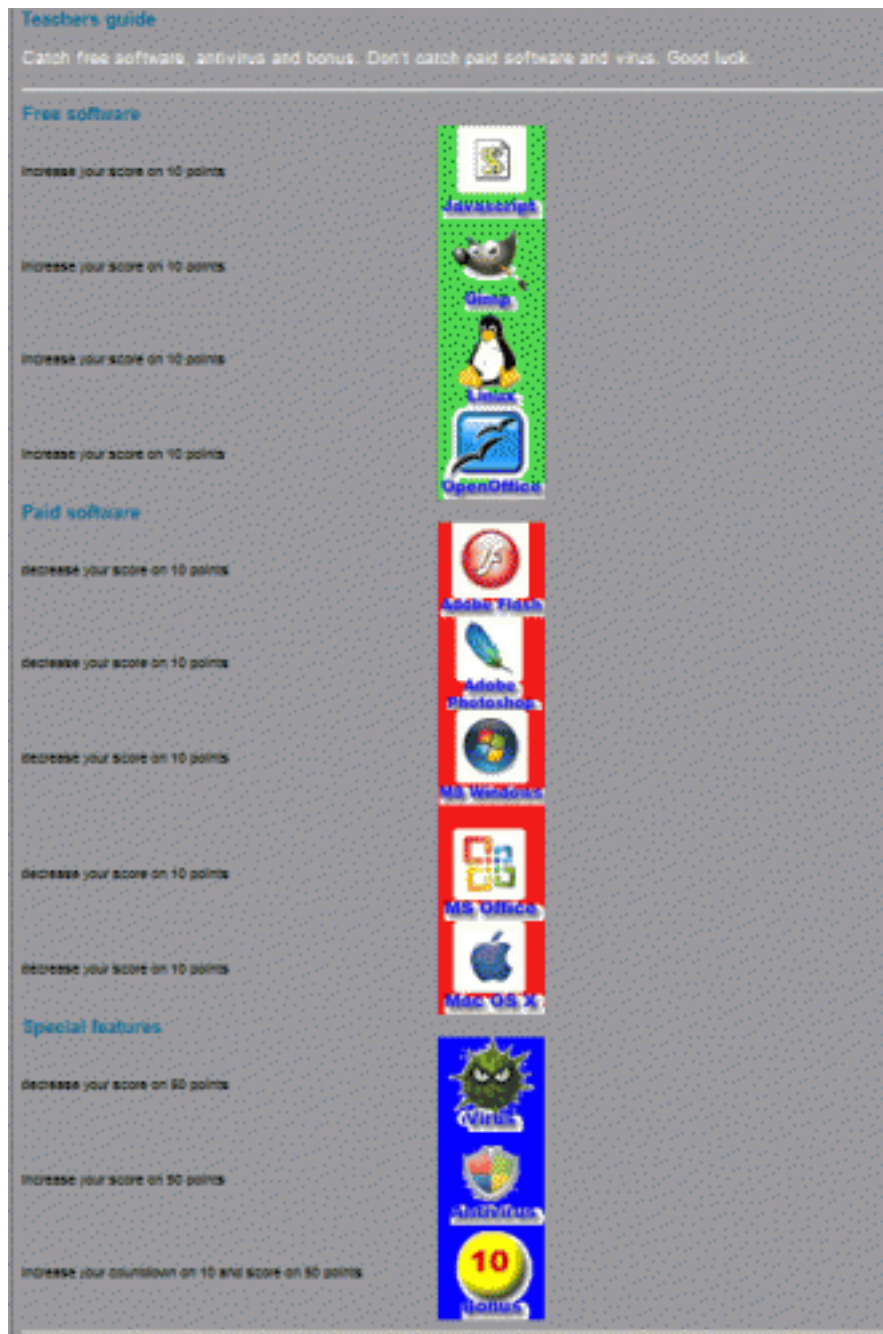 Teachers guide
Catch free software, antivirus and bonus. Don't catch paid software and virus. Good luck.
Free software
increase your score on 10 points
Javascript
increase your score on 10 points
Gimp
increase your score on 10 points
Linux
increase your score on 10 points
OpenOffice
Paid software
decrease your score on 10 points
Adobe Flash
decrease your score on 10 points
Adobe
Photoshop
decrease your score on 10 points
MS Windows
decrease your score on 10 points
MS Office
decrease your score on 10 points
Mac OS X
Special features
decrease your score on 50 points
Virus
increase your score on 50 points
Antivirus
increase your countdown on 10 and score on 50 points
10
Bonus